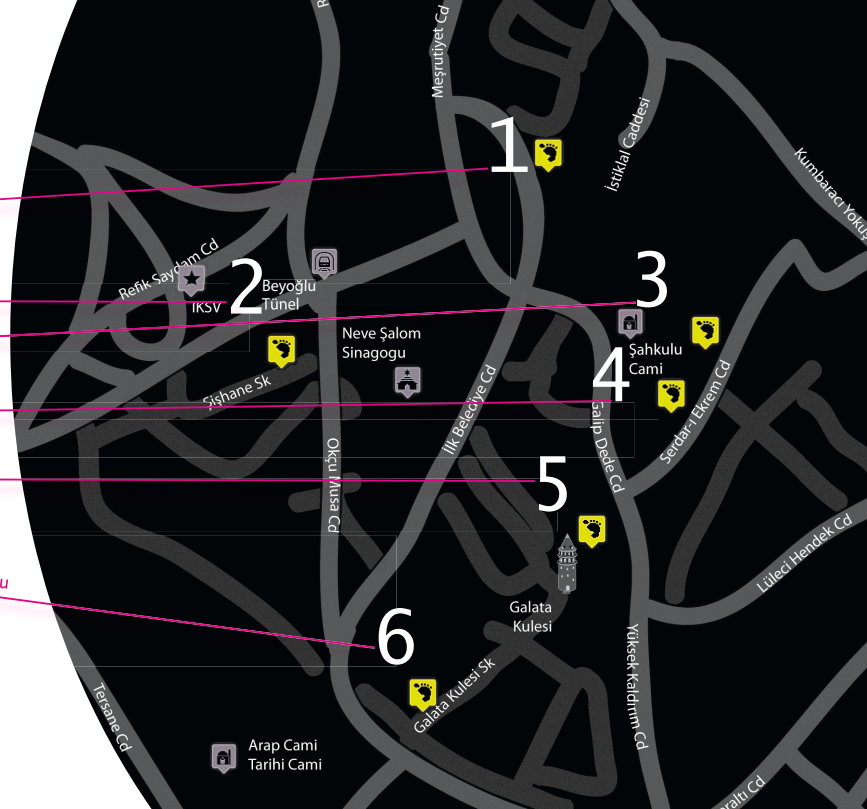 Meşrutiyet Cd
1
İstiklal Caddesi
Refik Saydam Cd
İKSV
2
Beyoğlu
Tünel
3
Neve Şalom
Sinagogu
Şahkulu
Cami
4
Şişhane Sk
İlk Belediye Cd
Galip Dede Cd
Serdar-ı Ekrem Cd
Okçu Musa Cd
5
Lüleci Hendek Cd
u
Galata
Kulesi
6
Yüksek Kaldırım Cd
Galata Kulesi Sk
Tersane Cd
Arap Cami
Tarihi Cami
Kumbaracı